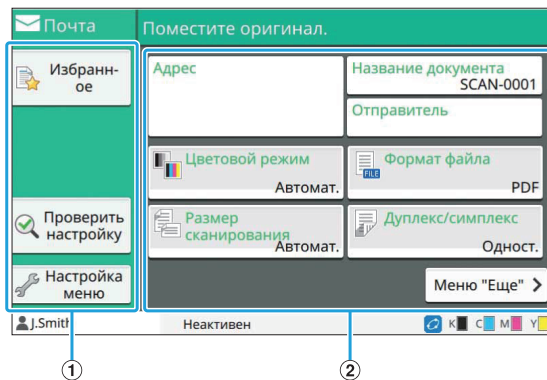 Почта
Поместите оригинал.
Избранн-
ое
Проверить
настройку
Настройка
меню
Адрес
Название документа
SCAN-0001
Отправитель
Цветовой режим
Автомат.
Формат файла
FILE
PDF
Размер
сканирования
Автомат.
Дуплекс/симплекс
Одност.
Меню "Еще"
J.Smith
Неактивен
K C M Y
1
2